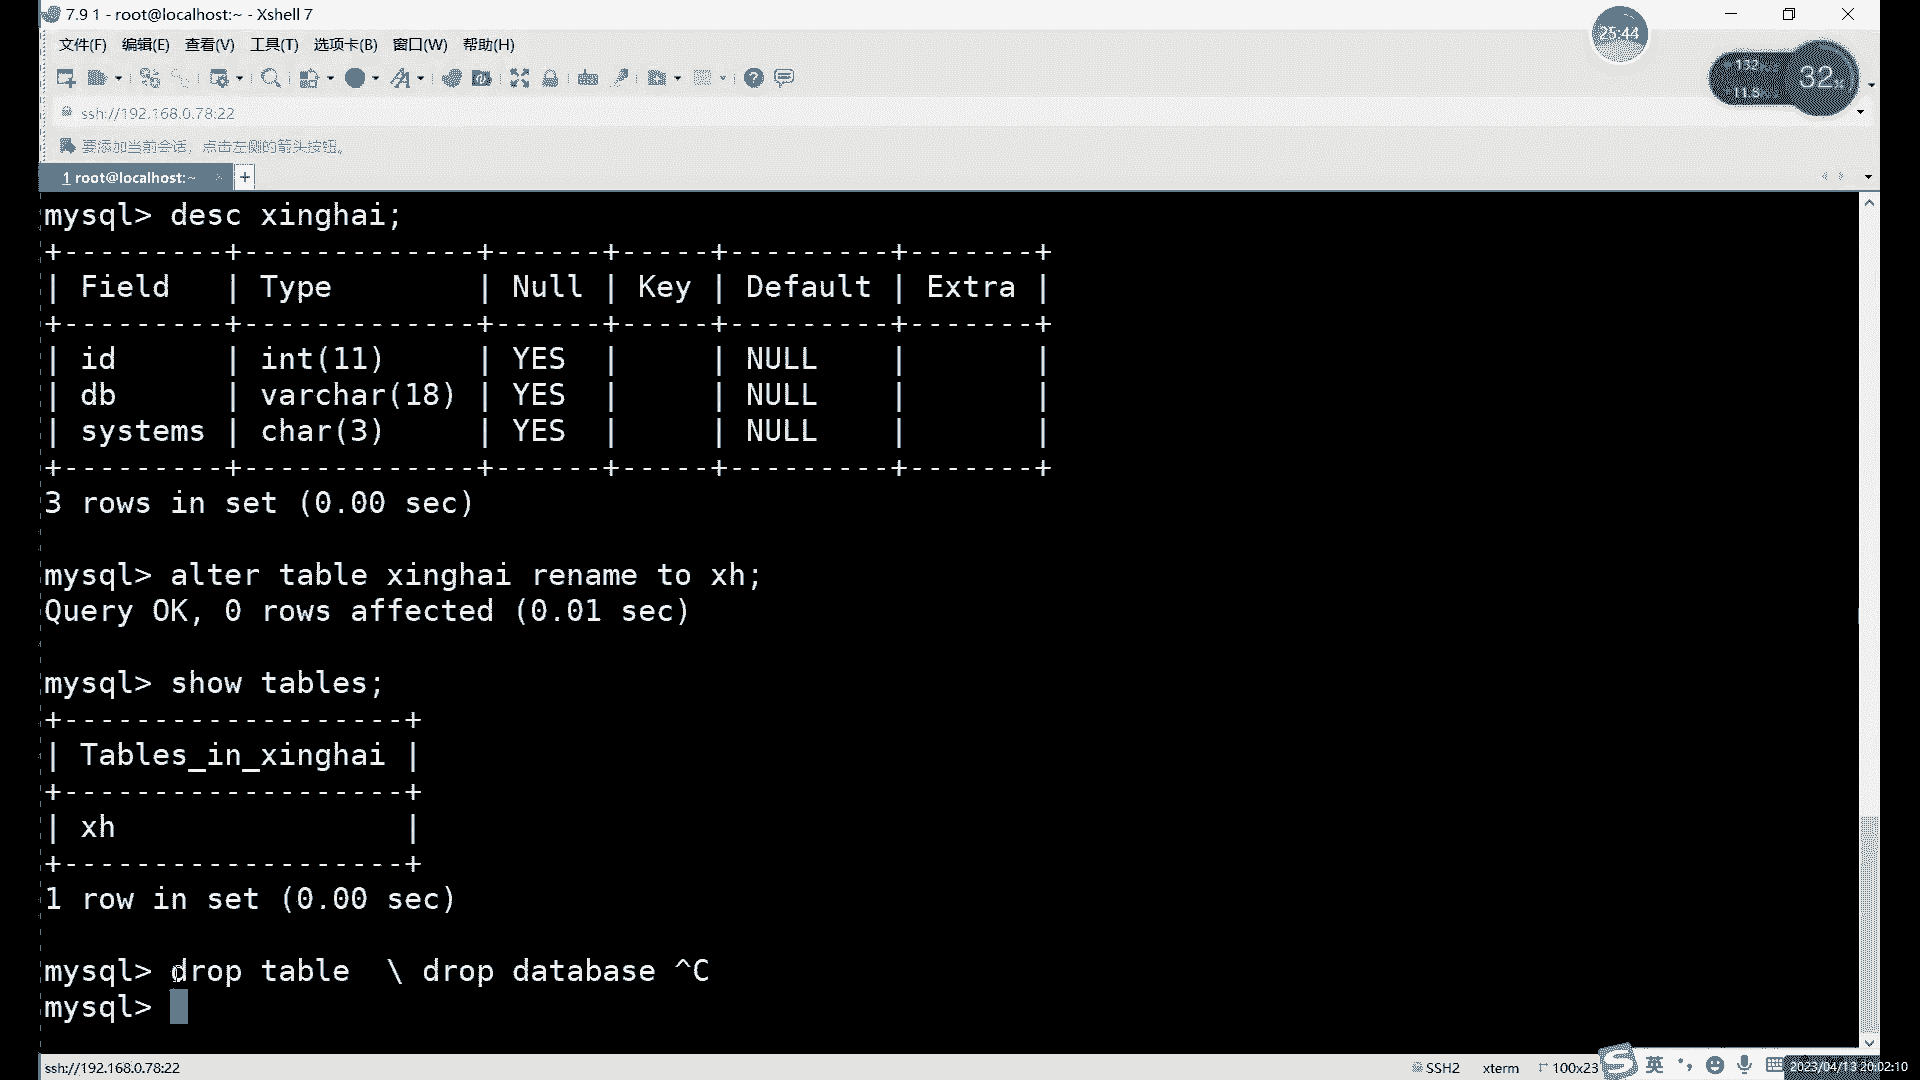 7.9 1 - root@localhost:~ - Xshell 7
文件(F) 编辑(E) 查看(V) 工具(T) 选项卡(B) 窗口(W) 帮助(H)
25:44
132
11.8
32
ssh://192.168.0.78:22
要添加当前会话，点击左侧的箭头按钮。
1 root@localhost:~ × +
mysql> desc xinghai;
+---------+-------------+------+-----+---------+-------+
| Field   | Type        | Null | Key | Default | Extra |
+---------+-------------+------+-----+---------+-------+
| id      | int(11)     | YES  |     | NULL    |       |
| db      | varchar(18) | YES  |     | NULL    |       |
| systems | char(3)     | YES  |     | NULL    |       |
+---------+-------------+------+-----+---------+-------+
3 rows in set (0.00 sec)
mysql> alter table xinghai rename to xh;
Query OK, 0 rows affected (0.01 sec)
mysql> show tables;
+-------------------+
| Tables_in_xinghai |
+-------------------+
| xh                |
+-------------------+
1 row in set (0.00 sec)
mysql> drop table  \ drop database ^C
mysql>
ssh://192.168.0.78:22 SSH2 xterm 100x23 英 2023/04/13 20:02:10